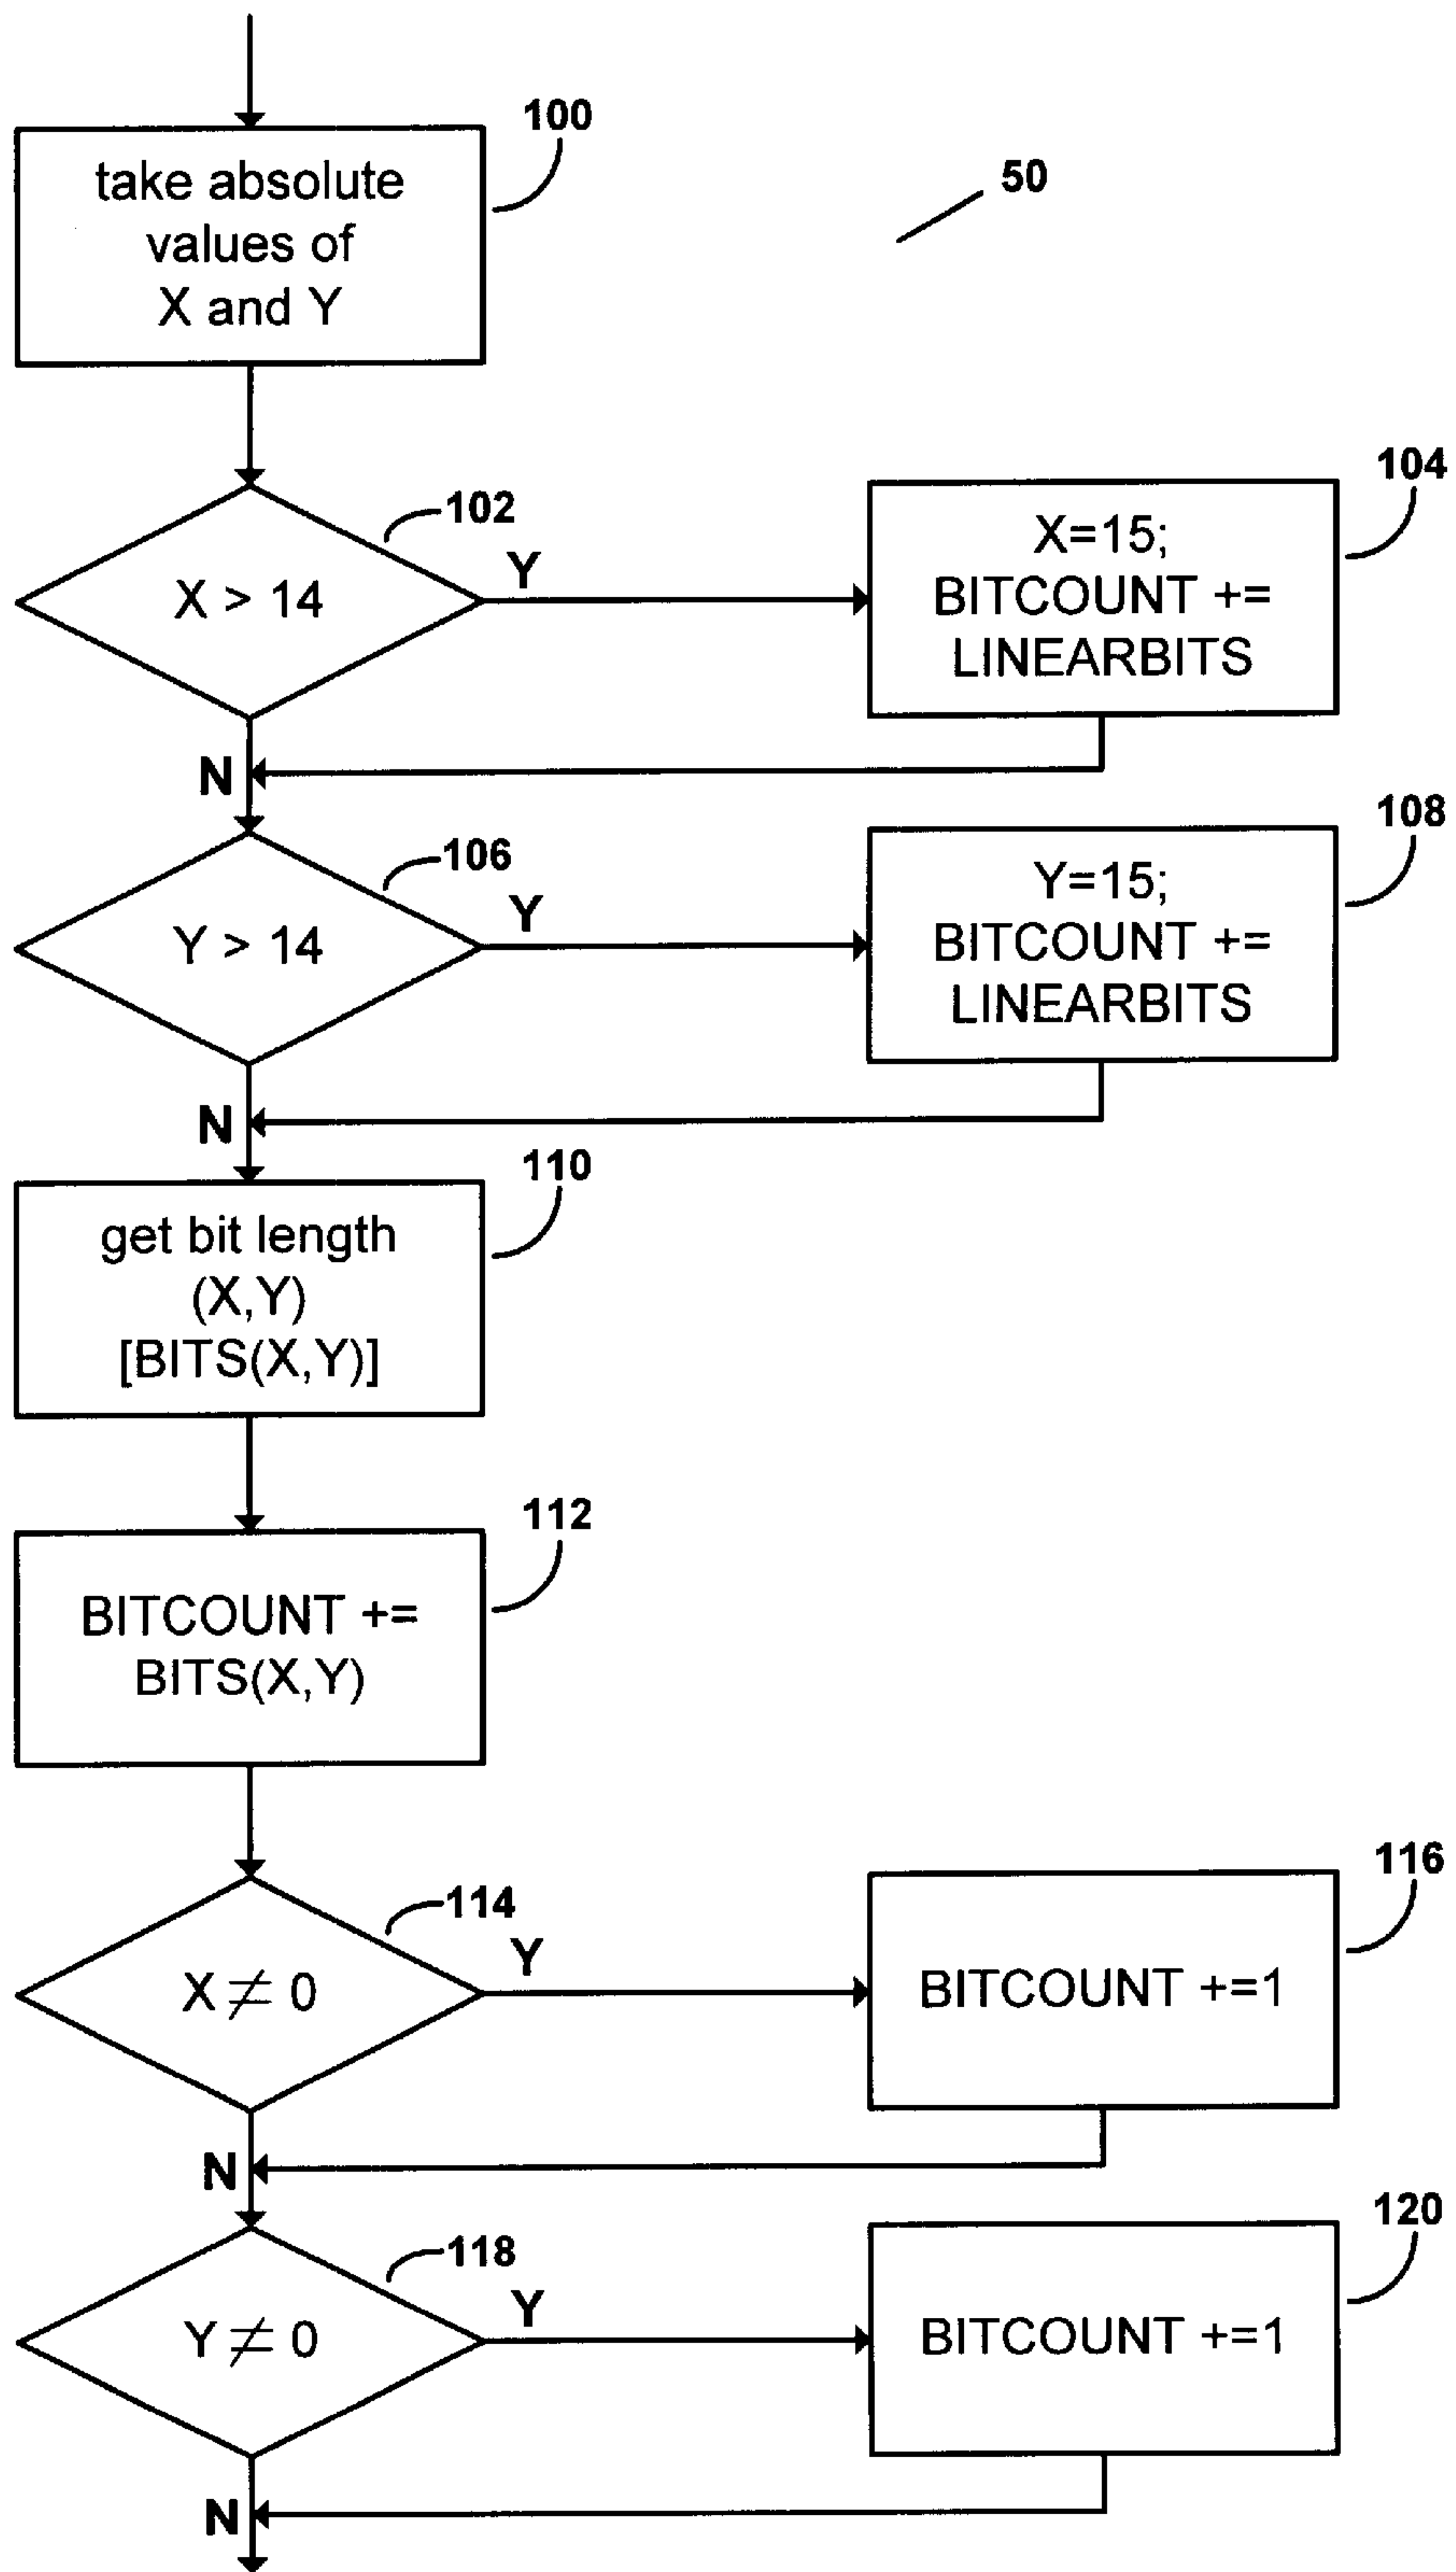 100
take absolute
values of
X and Y
50
102
X > 14
Y
104
X=15;
BITCOUNT +=
LINEARBITS
N
106
Y > 14
Y
108
Y=15;
BITCOUNT +=
LINEARBITS
N
110
get bit length
(X,Y)
[BITS(X,Y)]
112
BITCOUNT +=
BITS(X,Y)
114
X ≠ 0
Y
116
BITCOUNT +=1
N
118
Y ≠ 0
Y
120
BITCOUNT +=1
N